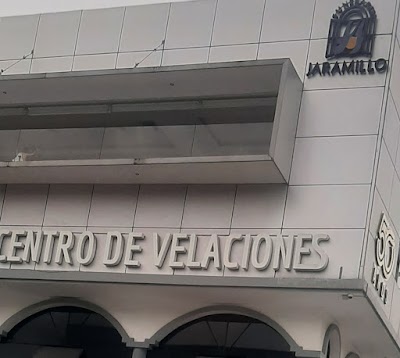 JARAMILLO
CENTRO DE VELACIONES